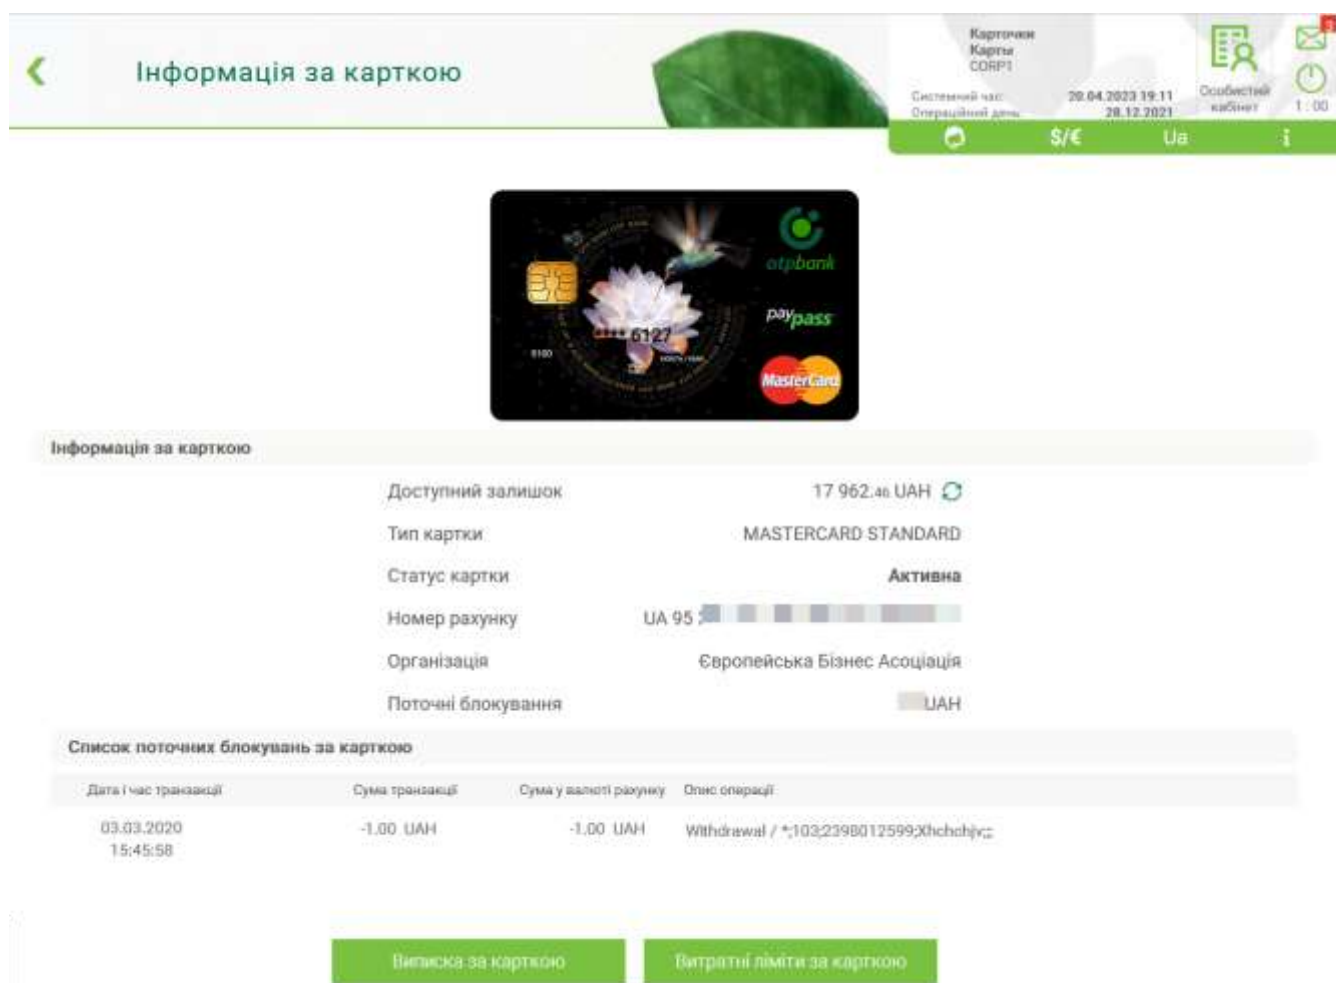 Інформація за карткою
Карточки
Карты
CORP1
Системний час: 20.04.2023 19:11
Операційний день: 28.12.2021
Особистий
кабінет
3
1 : 00
$/€ Ua i
otpbank
paypass
6127
MasterCard
Інформація за карткою
Доступний залишок 17 962.46 UAH
Тип картки MASTERCARD STANDARD
Статус картки Активна
Номер рахунку UA 95
Організація Європейська Бізнес Асоціація
Поточні блокування UAH
Список поточних блокувань за карткою
Дата і час транзакції Сума транзакції Сума у валюті рахунку Опис операції
03.03.2020 -1.00 UAH -1.00 UAH Withdrawal / *;103;2398012599;Xhchchjv;;;
15:45:58
Виписка за карткою Витратні ліміти за карткою